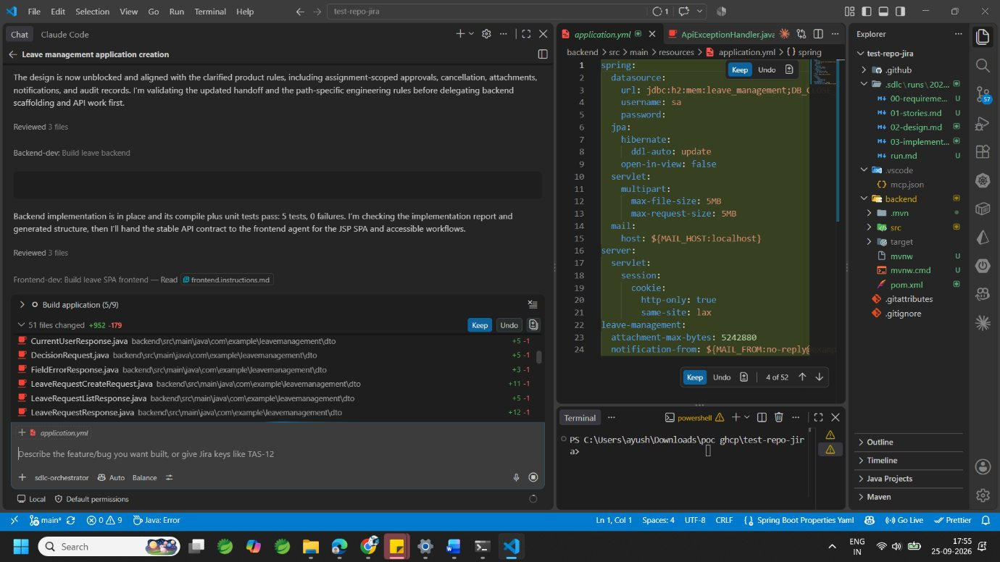 File Edit Selection View Go Run Terminal Help
test-repo-jira
1
Chat Claude Code
Leave management application creation
The design is now unblocked and aligned with the clarified product rules, including assignment-scoped approvals, cancellation, attachments,
notifications, and audit records. I'm validating the updated handoff and the path-specific engineering rules before delegating backend
scaffolding and API work first.
Reviewed 3 files
Backend-dev: Build leave backend
Backend implementation is in place and its compile plus unit tests pass: 5 tests, 0 failures. I'm checking the implementation report and
generated structure, then I'll hand the stable API contract to the frontend agent for the JSP SPA and accessible workflows.
Reviewed 3 files
Frontend-dev: Build leave SPA frontend — Read frontend.instructions.md
Build application (5/9)
51 files changed +952 -179
Keep Undo
CurrentUserResponse.java backend\src\main\java\com\example\leavemanagement\dto +5 -1
DecisionRequest.java backend\src\main\java\com\example\leavemanagement\dto +5 -1
FieldErrorResponse.java backend\src\main\java\com\example\leavemanagement\dto +3 -1
LeaveRequestCreateRequest.java backend\src\main\java\com\example\leavemanagement\dto +11 -1
LeaveRequestListResponse.java backend\src\main\java\com\example\leavemanagement\dto +5 -1
LeaveRequestResponse.java backend\src\main\java\com\example\leavemanagement\dto +12 -1
application.yml
Describe the feature/bug you want built, or give Jira keys like TAS-12
sdlc-orchestrator Auto Balance
Local Default permissions
application.yml ApiExceptionHandler.java
backend > src > main > resources > application.yml > {} spring
Keep Undo
1 spring:
2 datasource:
3 url: jdbc:h2:mem:leave_management;DB_CLOSE
4 username: sa
5 password:
6 jpa:
7 hibernate:
8 ddl-auto: update
9 open-in-view: false
10 servlet:
11 multipart:
12 max-file-size: 5MB
13 max-request-size: 5MB
14 mail:
15 host: ${MAIL_HOST:localhost}
16 server:
17 servlet:
18 session:
19 cookie:
20 http-only: true
21 same-site: lax
22 leave-management:
23 attachment-max-bytes: 5242880
24 notification-from: ${MAIL_FROM:no-reply@
Keep Undo 4 of 52
Terminal
powershell
PS C:\Users\ayush\Downloads\poc ghcp\test-repo-jir
a>
Explorer
test-repo-jira
.github
.sdlc\runs\202...
00-requireme... U
01-stories.md U
02-design.md
03-implement...
run.md U
.vscode
mcp.json
backend
.mvn
src
target
mvnw U
mvnw.cmd U
pom.xml
.gitattributes
.gitignore
Outline
Timeline
Java Projects
Maven
57
main* 0 9 Java: Error
Ln 1, Col 1 Spaces: 4 UTF-8 CRLF {} Spring Boot Properties Yaml Go Live Prettier
Search
ENG
IN
17:55
25-09-2026